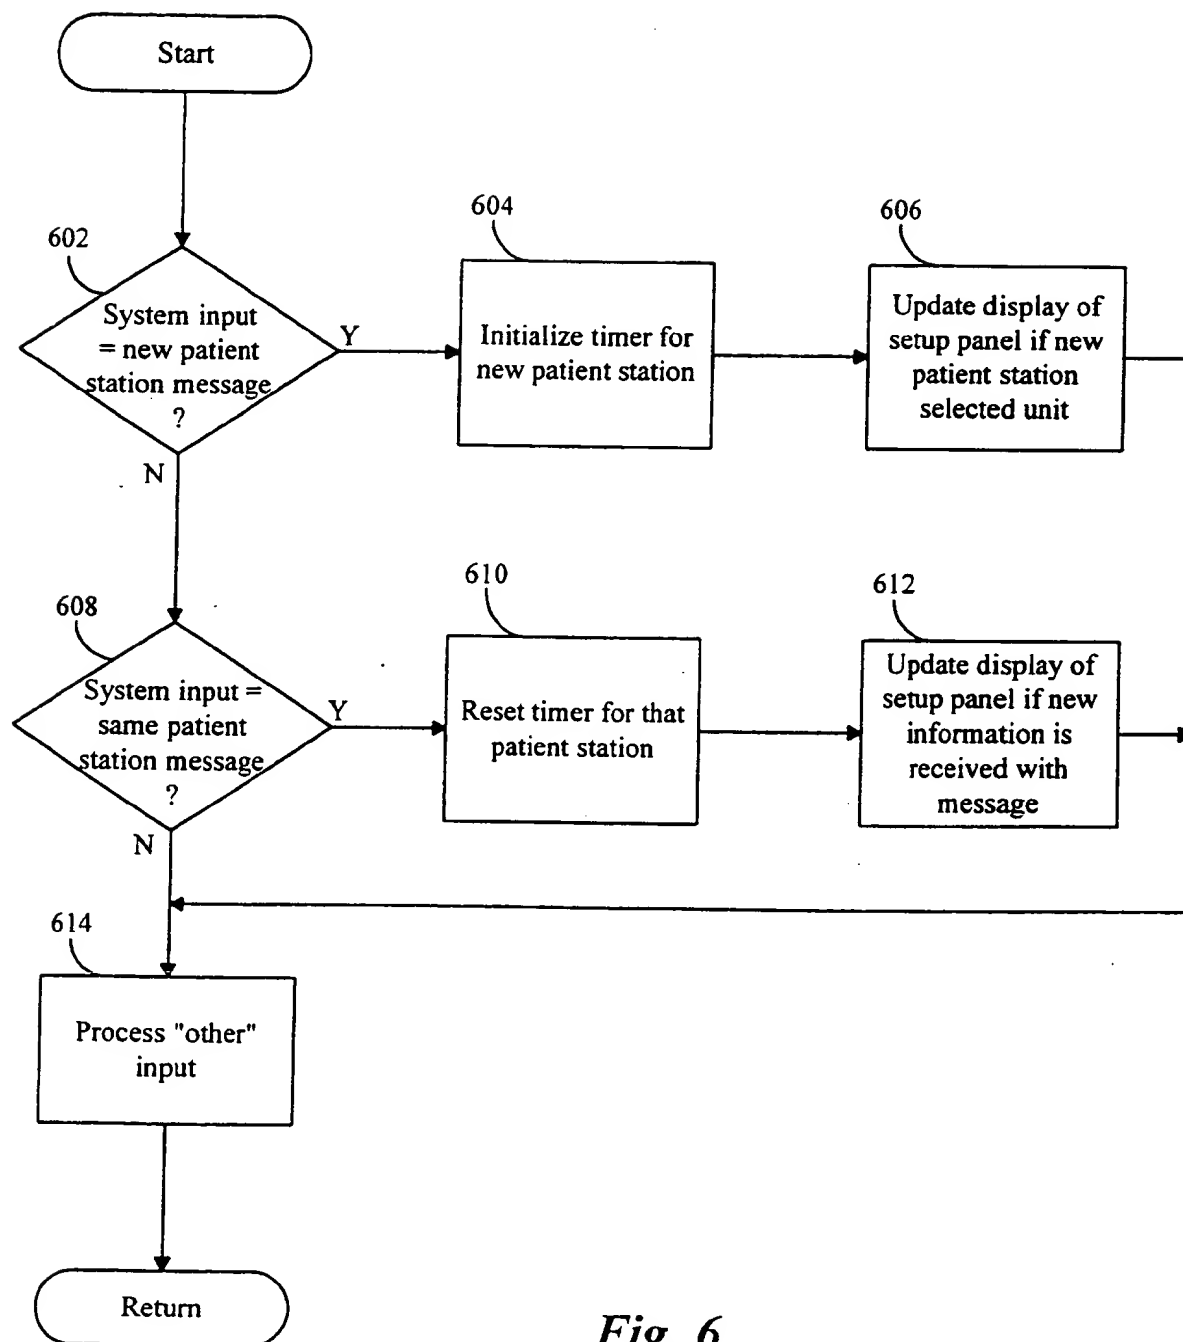 Start
602
System input
= new patient
station message
?
Y
N
604
Initialize timer for
new patient station
606
Update display of
setup panel if new
patient station
selected unit
608
System input =
same patient
station message
?
Y
N
610
Reset timer for that
patient station
612
Update display of
setup panel if new
information is
received with
message
614
Process "other"
input
Return
Fig. 6